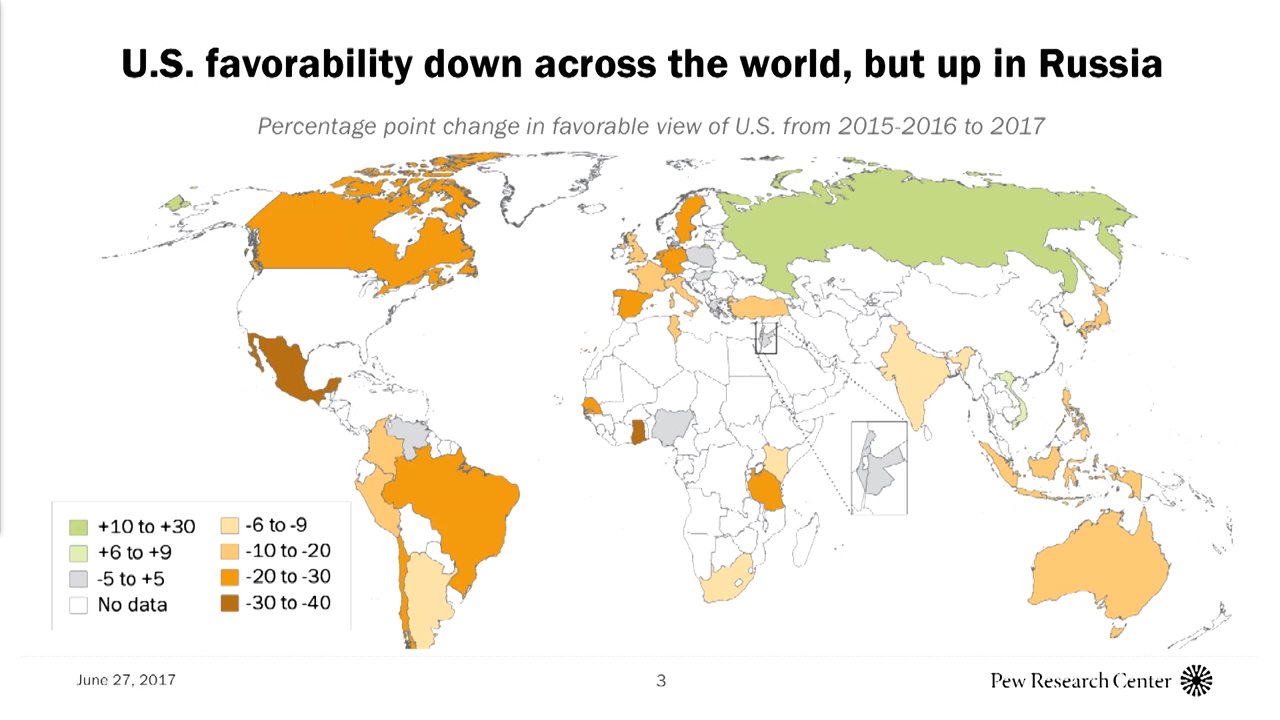 U.S. favorability down across the world, but up in Russia
Percentage point change in favorable view of U.S. from 2015-2016 to 2017
+10 to +30
+6 to +9
-5 to +5
No data
-6 to -9
-10 to -20
-20 to -30
-30 to -40
June 27, 2017
3
Pew Research Center